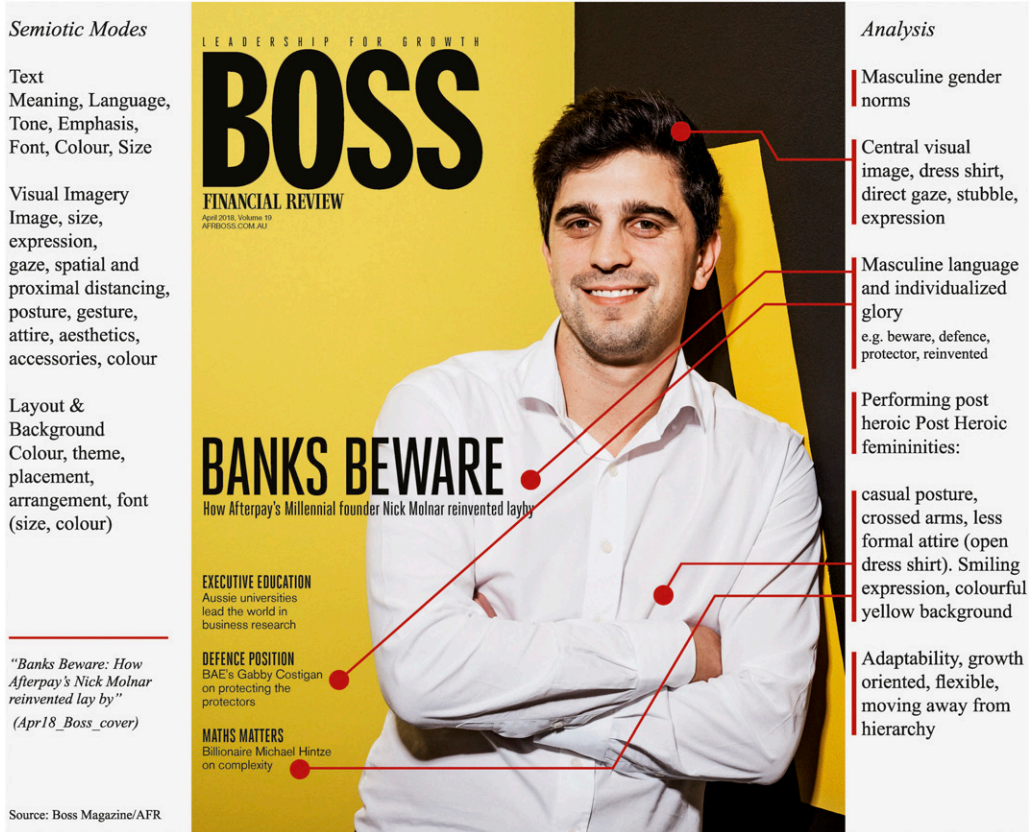 Semiotic Modes
Text
Meaning, Language,
Tone, Emphasis,
Font, Colour, Size
Visual Imagery
Image, size,
expression,
gaze, spatial and
proximal distancing,
posture, gesture,
attire, aesthetics,
accessories, colour
Layout &
Background
Colour, theme,
placement,
arrangement, font
(size, colour)
“Banks Beware: How
Afterpay’s Nick Molnar
reinvented lay by”
(Apr18_Boss_cover)
Source: Boss Magazine/AFR
LEADERSHIP FOR GROWTH
BOSS
FINANCIAL REVIEW
April 2018, Volume 19
AFRBOSS.COM.AU
BANKS BEWARE
How Afterpay's Millennial founder Nick Molnar reinvented layby
EXECUTIVE EDUCATION
Aussie universities
lead the world in
business research
DEFENCE POSITION
BAE's Gabby Costigan
on protecting the
protectors
MATHS MATTERS
Billionaire Michael Hintze
on complexity
Analysis
Masculine gender
norms
Central visual
image, dress shirt,
direct gaze, stubble,
expression
Masculine language
and individualized
glory
e.g. beware, defence,
protector, reinvented
Performing post
heroic Post Heroic
femininities:
casual posture,
crossed arms, less
formal attire (open
dress shirt). Smiling
expression, colourful
yellow background
Adaptability, growth
oriented, flexible,
moving away from
hierarchy